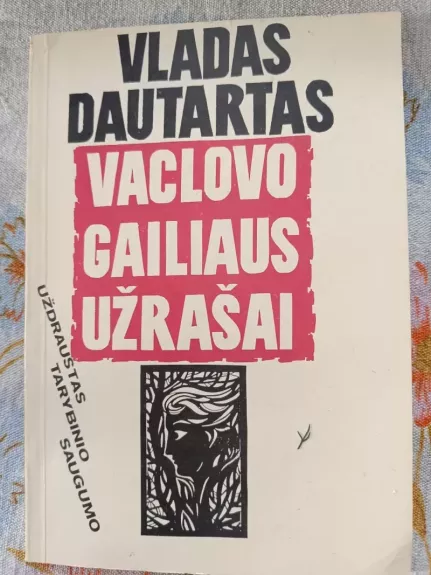 VLADAS
DAUTARTAS
VACLOVO
GAILIAUS
UŽRAŠAI
UŽDRAUSTAS
TARYBINIO
SAUGUMO